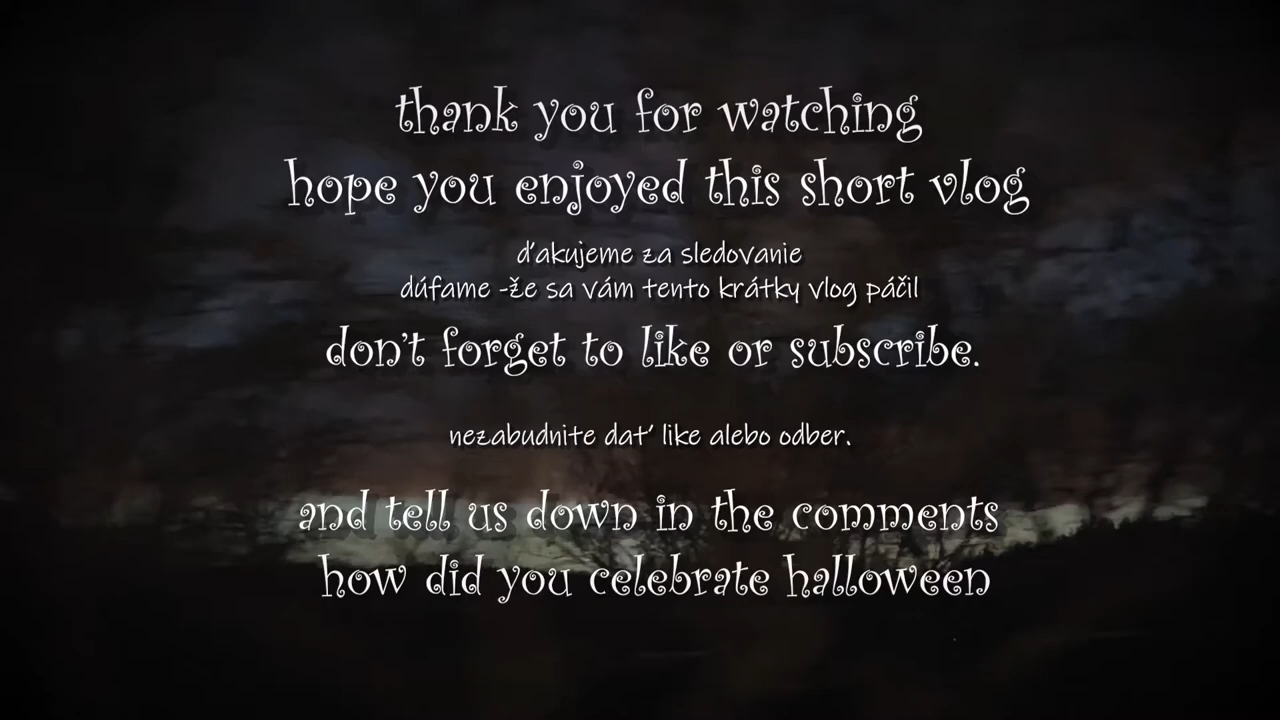 thank you for watching
hope you enjoyed this short vlog
ďakujeme za sledovanie
dúfame -že sa vám tento krátky vlog páčil
don't forget to like or subscribe.
nezabudnite dať like alebo odber.
and tell us down in the comments
how did you celebrate halloween